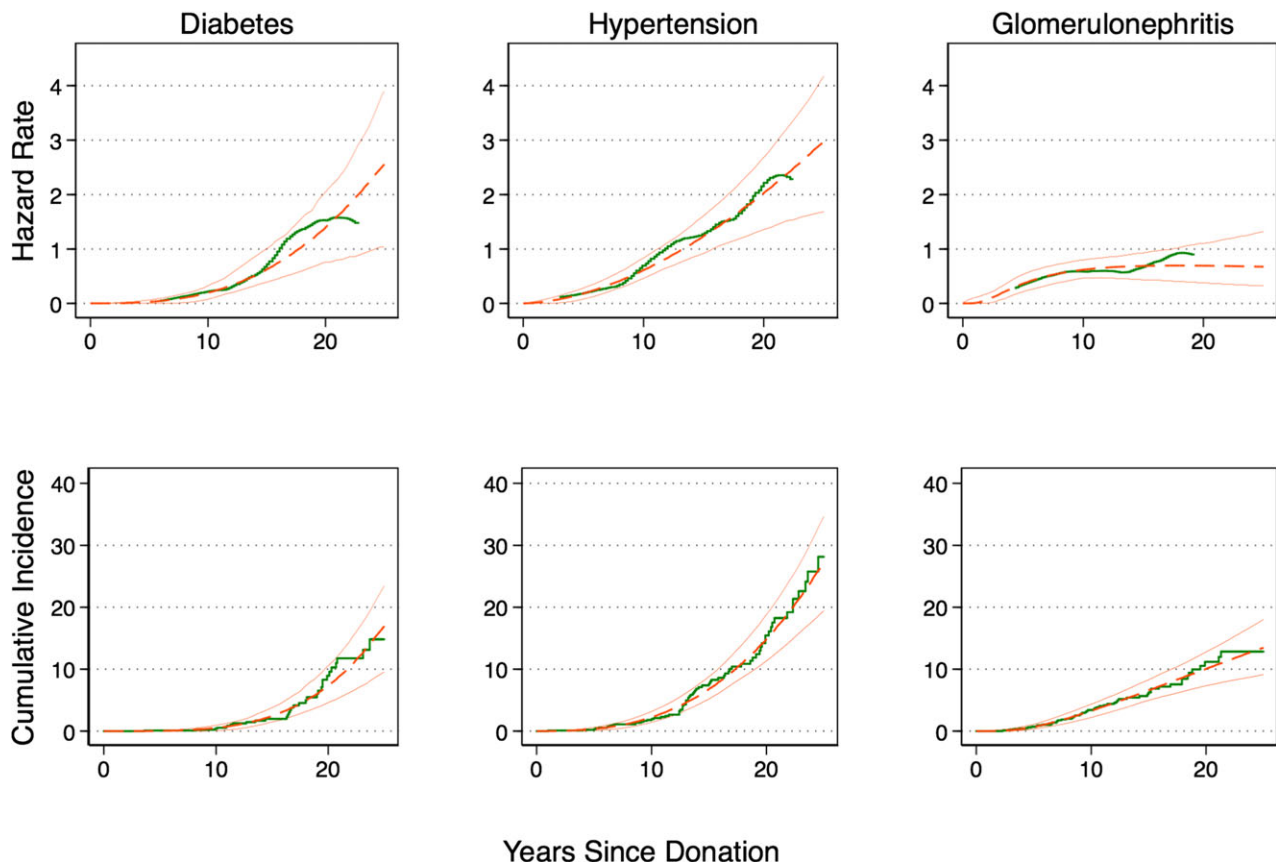 Diabetes Hypertension Glomerulonephritis
Hazard Rate
4 4 4
3 3 3
2 2 2
1 1 1
0 0 0
0 10 20 0 10 20 0 10 20
Cumulative Incidence
40 40 40
30 30 30
20 20 20
10 10 10
0 0 0
0 10 20 0 10 20 0 10 20
Years Since Donation